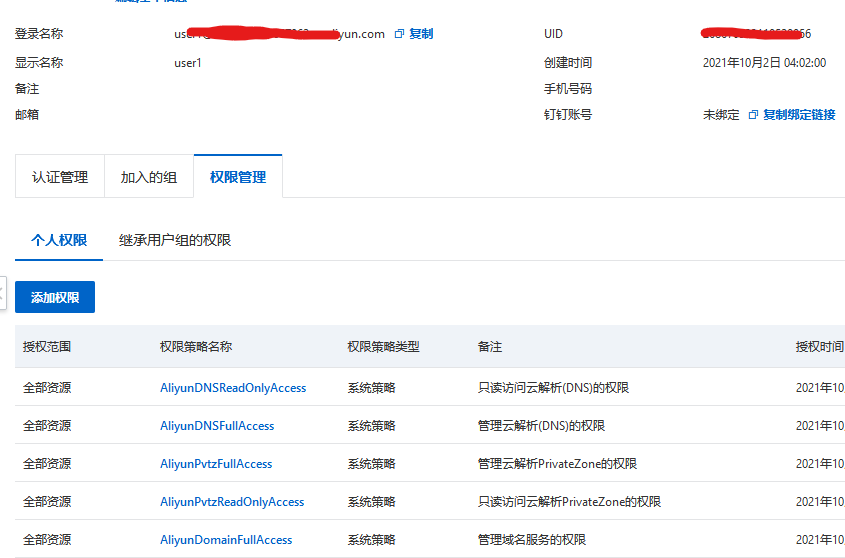 登录名称 复制 UID
显示名称 user1 创建时间 2021年10月2日 04:02:00
备注 手机号码
邮箱 钉钉账号 未绑定 复制绑定链接
认证管理 加入的组 权限管理
个人权限 继承用户组的权限
添加权限
授权范围 权限策略名称 权限策略类型 备注 授权时间
全部资源 AliyunDNSReadOnlyAccess 系统策略 只读访问云解析(DNS)的权限 2021年10
全部资源 AliyunDNSFullAccess 系统策略 管理云解析(DNS)的权限 2021年10
全部资源 AliyunPvtzFullAccess 系统策略 管理云解析PrivateZone的权限 2021年10
全部资源 AliyunPvtzReadOnlyAccess 系统策略 只读访问云解析PrivateZone的权限 2021年10
全部资源 AliyunDomainFullAccess 系统策略 管理域名服务的权限 2021年10